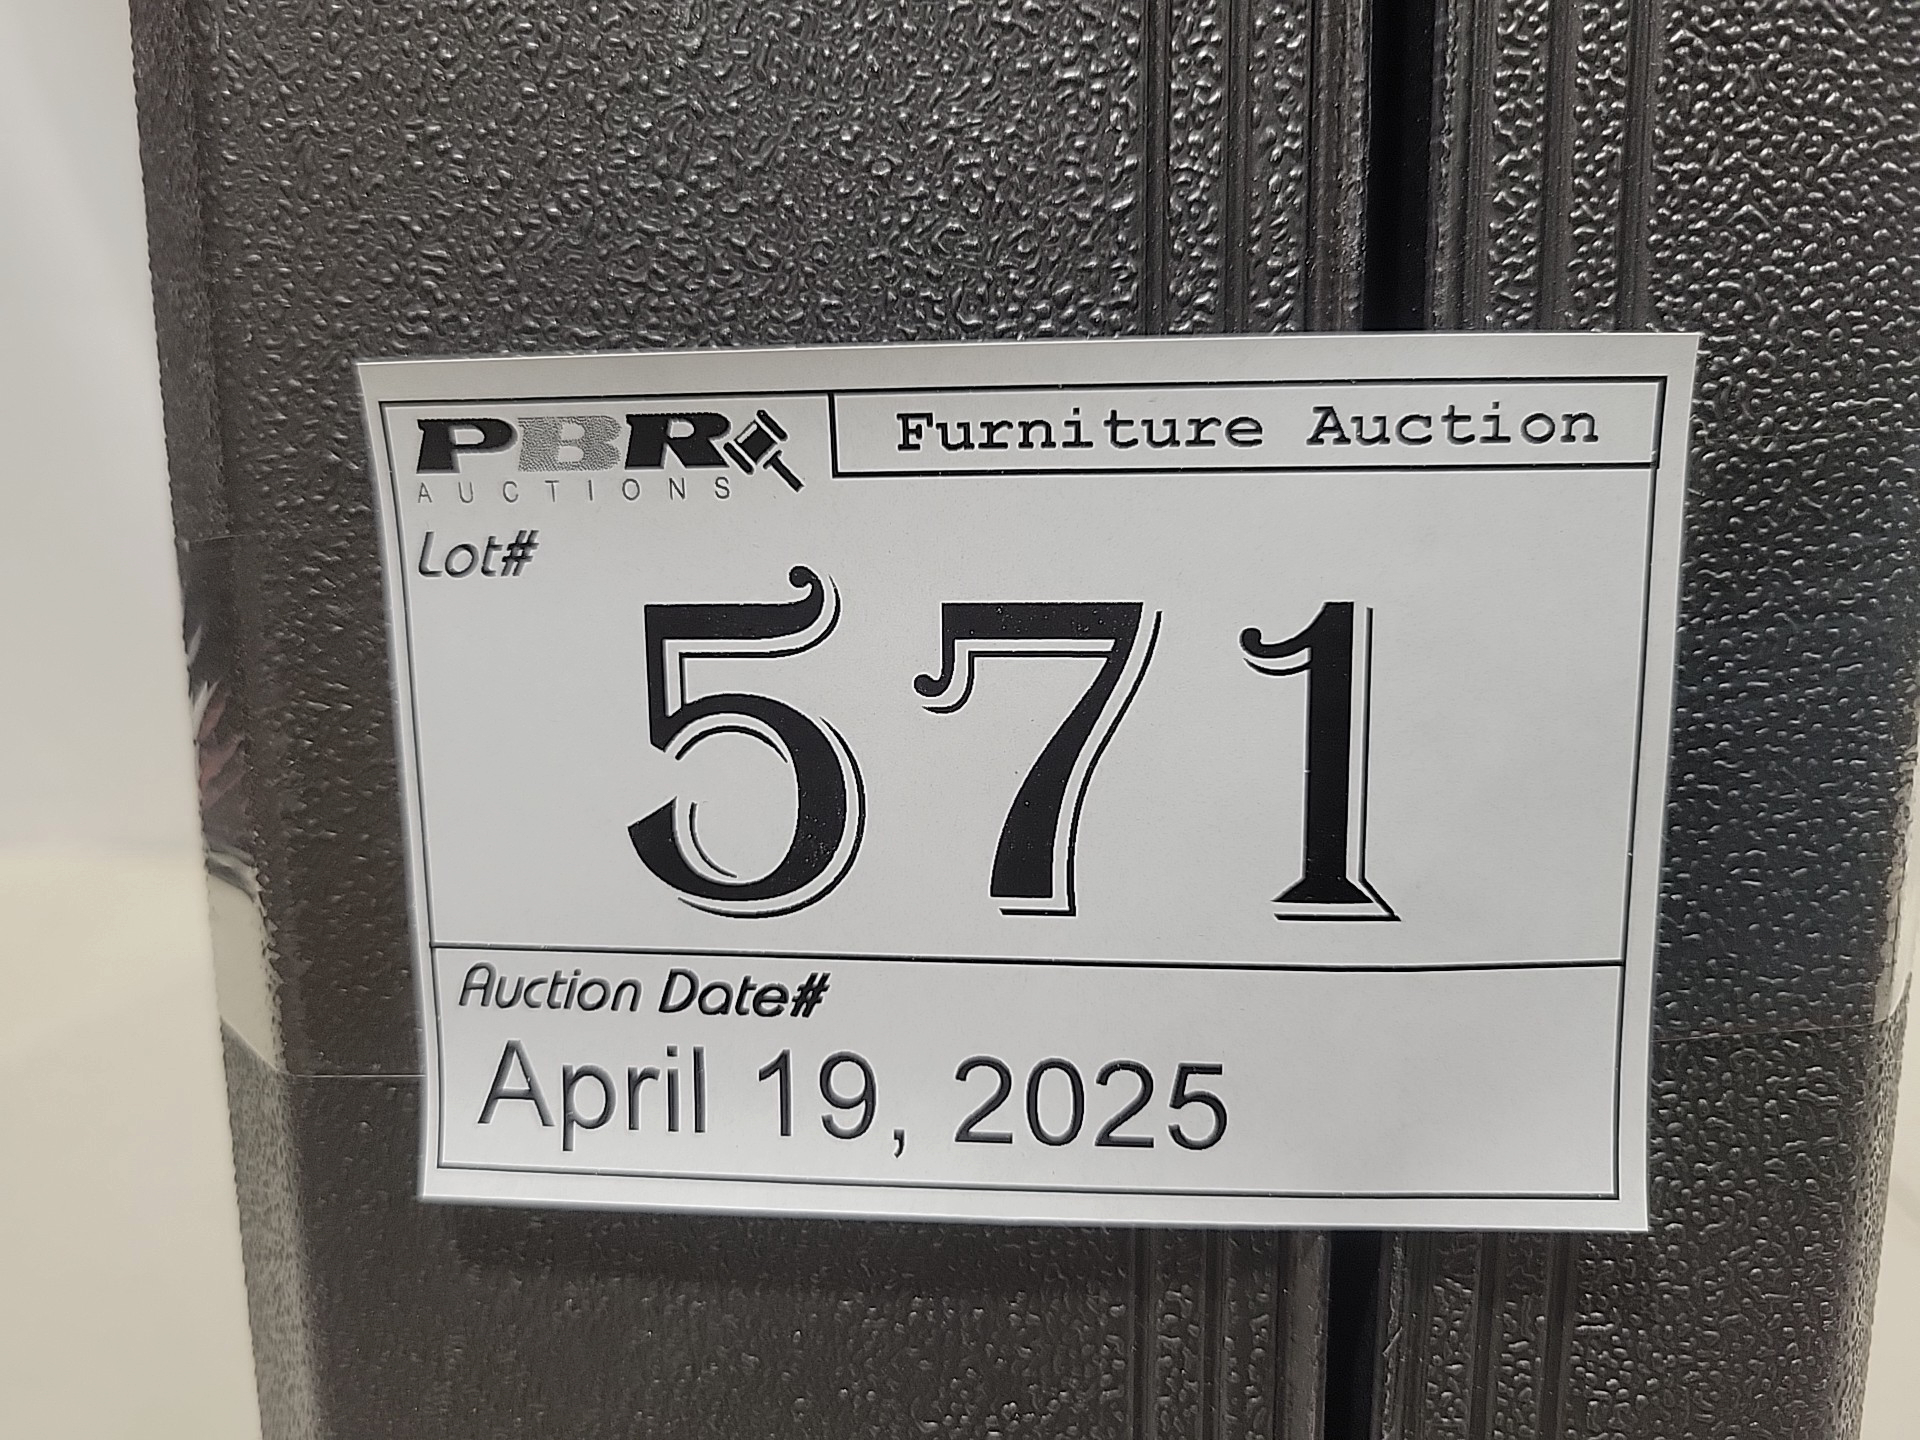 PBR
AUCTIONS
Furniture Auction
Lot#
571
Auction Date#
April 19, 2025